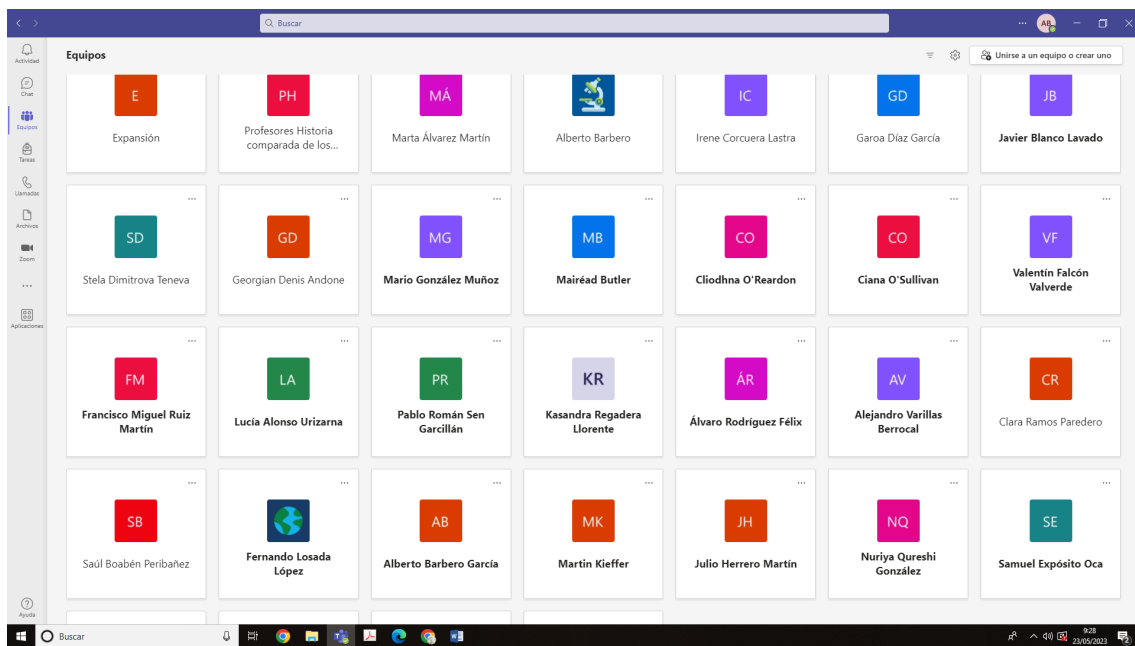 Buscar
... AB
Actividad
Chat
Equipos
Tareas
Llamadas
Archivos
Zoom
...
Aplicaciones
Ayuda
Equipos
Unirse a un equipo o crear uno
E
PH
MÁ
IC
GD
JB
Expansión
Profesores Historia
comparada de los...
Marta Álvarez Martín
Alberto Barbero
Irene Corcuera Lastra
Garoa Díaz García
Javier Blanco Lavado
... ... ... ... ... ... ...
SD
GD
MG
MB
CO
CO
VF
Stela Dimitrova Teneva
Georgian Denis Andone
Mario González Muñoz
Mairéad Butler
Cliodhna O'Reardon
Ciana O'Sullivan
Valentín Falcón
Valverde
... ... ... ... ... ... ...
FM
LA
PR
KR
ÁR
AV
CR
Francisco Miguel Ruiz
Martín
Lucía Alonso Urizarna
Pablo Román Sen
Garcillán
Kasandra Regadera
Llorente
Álvaro Rodríguez Félix
Alejandro Varillas
Berrocal
Clara Ramos Paredero
... ... ... ... ... ... ...
SB
AB
MK
JH
NQ
SE
Saúl Boabén Peribañez
Fernando Losada
López
Alberto Barbero García
Martin Kieffer
Julio Herrero Martín
Nuriya Qureshi
González
Samuel Expósito Oca
Buscar
9:28
23/05/2023